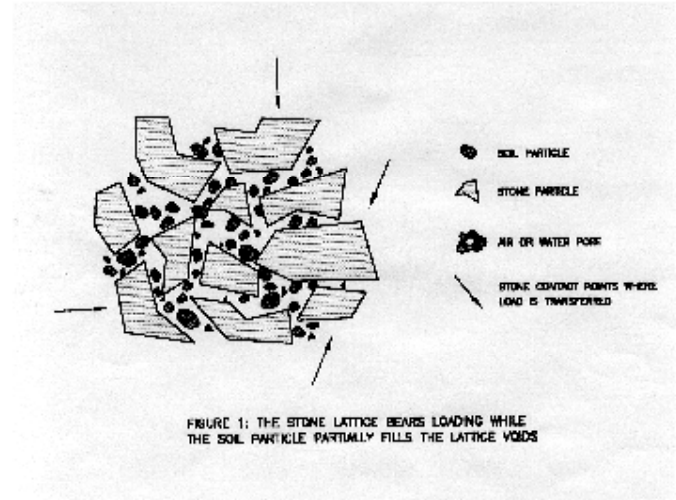 SOIL PARTICLE
STONE PARTICLE
AIR OR WATER PORE
STONE CONTACT POINTS WHERE
LOAD IS TRANSFERRED
FIGURE 1: THE STONE LATTICE BEARS LOADING WHILE
THE SOIL PARTICLE PARTIALLY FILLS THE LATTICE VOIDS